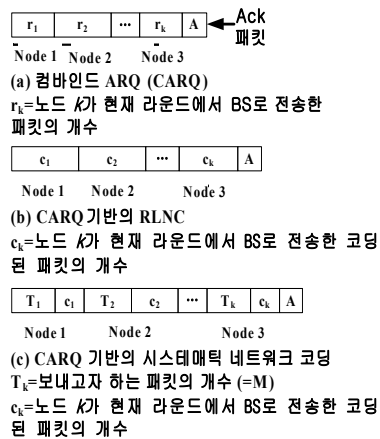 r1 r2 ... rk A Ack 패킷
Node 1 Node 2 Node 3
(a) 컴바인드 ARQ (CARQ)
rk=노드 K가 현재 라운드에서 BS로 전송한
패킷의 개수
c1 c2 ... ck A
Node 1 Node 2 Node 3
(b) CARQ기반의 RLNC
ck=노드 K가 현재 라운드에서 BS로 전송한 코딩
된 패킷의 개수
T1 c1 T2 c2 ... Tk ck A
Node 1 Node 2 Node 3
(c) CARQ 기반의 시스테매틱 네트워크 코딩
Tk=보내고자 하는 패킷의 개수 (=M)
ck=노드 K가 현재 라운드에서 BS로 전송한 코딩
된 패킷의 개수